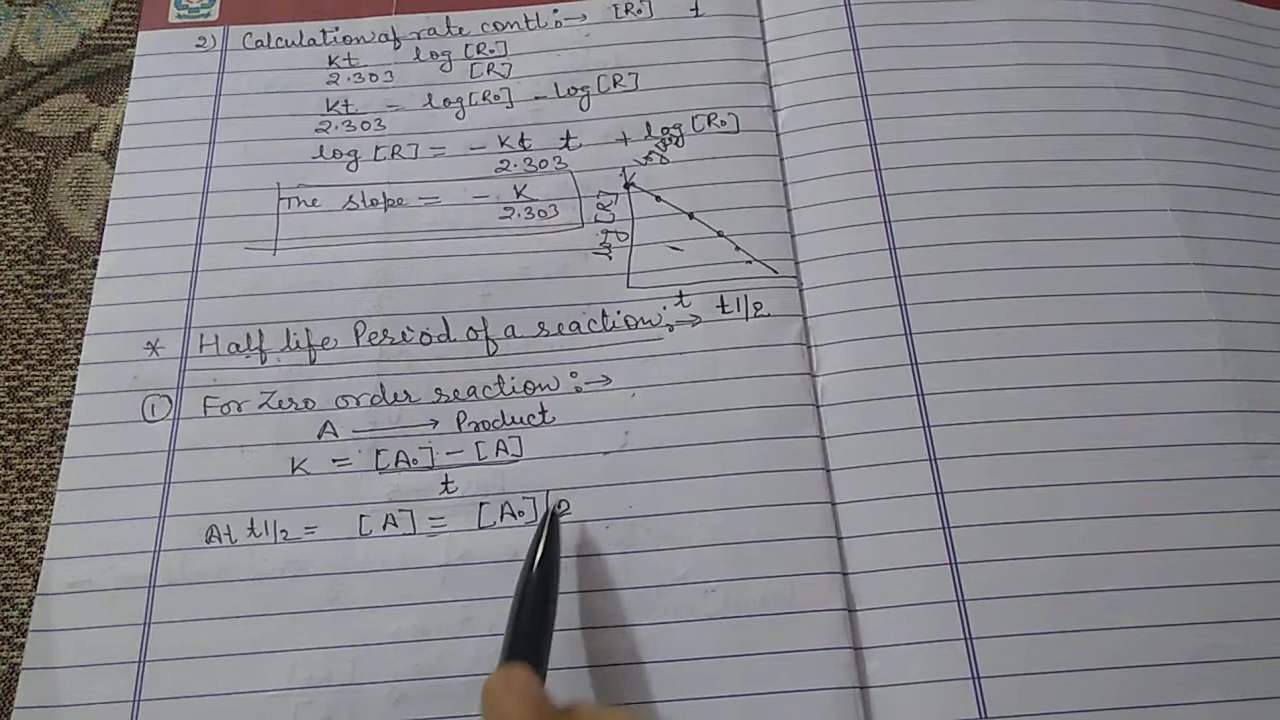 2) Calculation of rate contt:→ [R₀] t
Kt/2.303 log [R₀]/[R]
Kt/2.303 = log[R₀] - log[R]
log [R] = - Kt/2.303 t + log [R₀]
The slope = - K/2.303
log [R]
t
* Half life Period of a reaction:→ t1/2
① For Zero order reaction:→
A → Product
K = [A₀] - [A]/t
At t1/2 = [A] = [A₀]/2